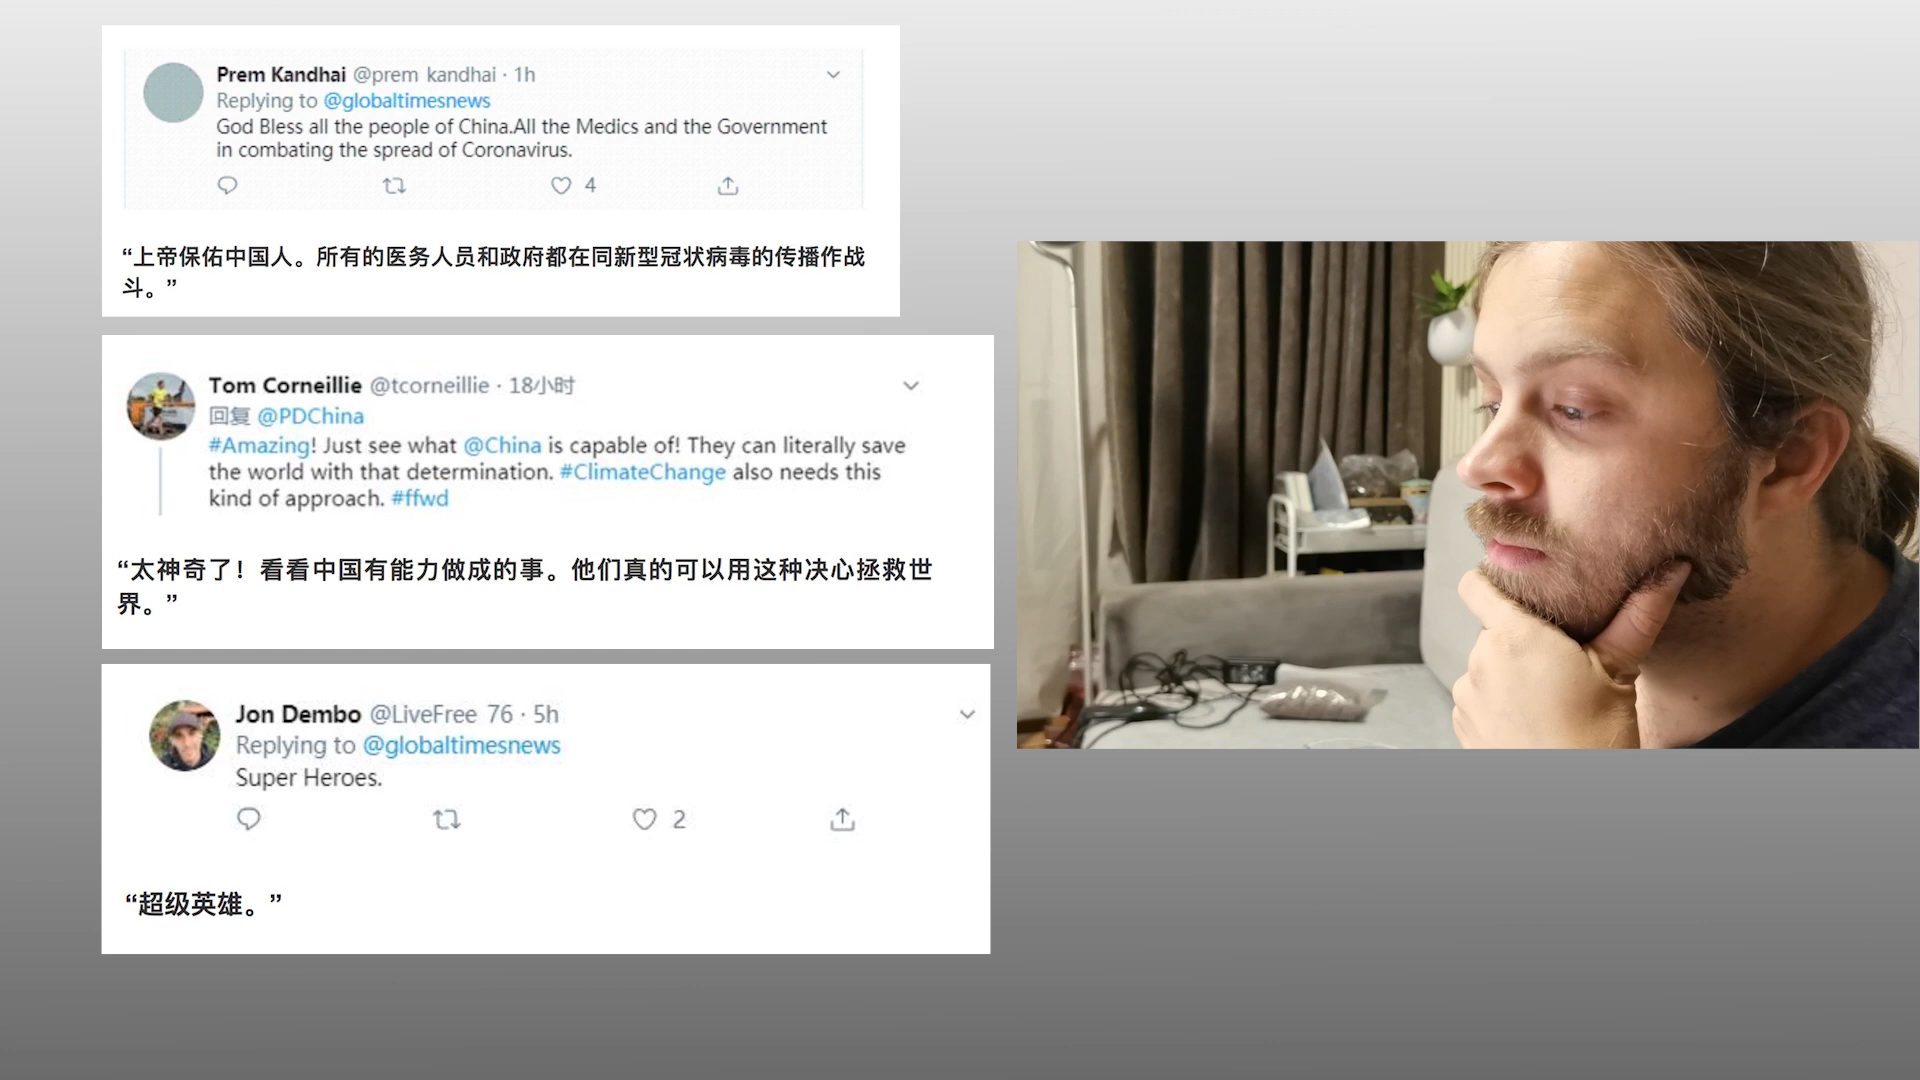 Prem Kandhai @prem kandhai · 1h
Replying to @globaltimesnews
God Bless all the people of China.All the Medics and the Government
in combating the spread of Coronavirus.
4
“上帝保佑中国人。所有的医务人员和政府都在同新型冠状病毒的传播作战
斗。”
Tom Corneillie @tcorneillie · 18小时
回复 @PDChina
#Amazing! Just see what @China is capable of! They can literally save
the world with that determination. #ClimateChange also needs this
kind of approach. #ffwd
“太神奇了！看看中国有能力做成的事。他们真的可以用这种决心拯救世
界。”
Jon Dembo @LiveFree 76 · 5h
Replying to @globaltimesnews
Super Heroes.
2
“超级英雄。”